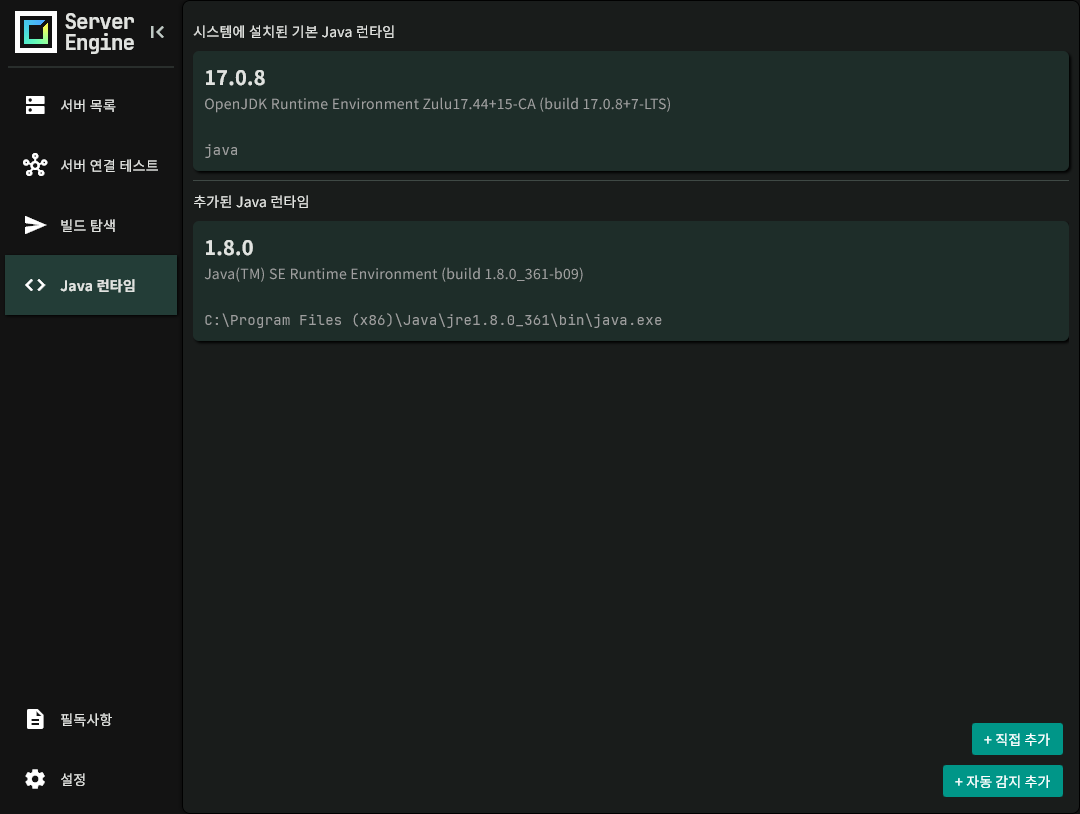 Server
Engine
서버 목록
서버 연결 테스트
빌드 탐색
Java 런타임
필독사항
설정
시스템에 설치된 기본 Java 런타임
17.0.8
OpenJDK Runtime Environment Zulu17.44+15-CA (build 17.0.8+7-LTS)
java
추가된 Java 런타임
1.8.0
Java(TM) SE Runtime Environment (build 1.8.0_361-b09)
C:\Program Files (x86)\Java\jre1.8.0_361\bin\java.exe
+ 직접 추가
+ 자동 감지 추가